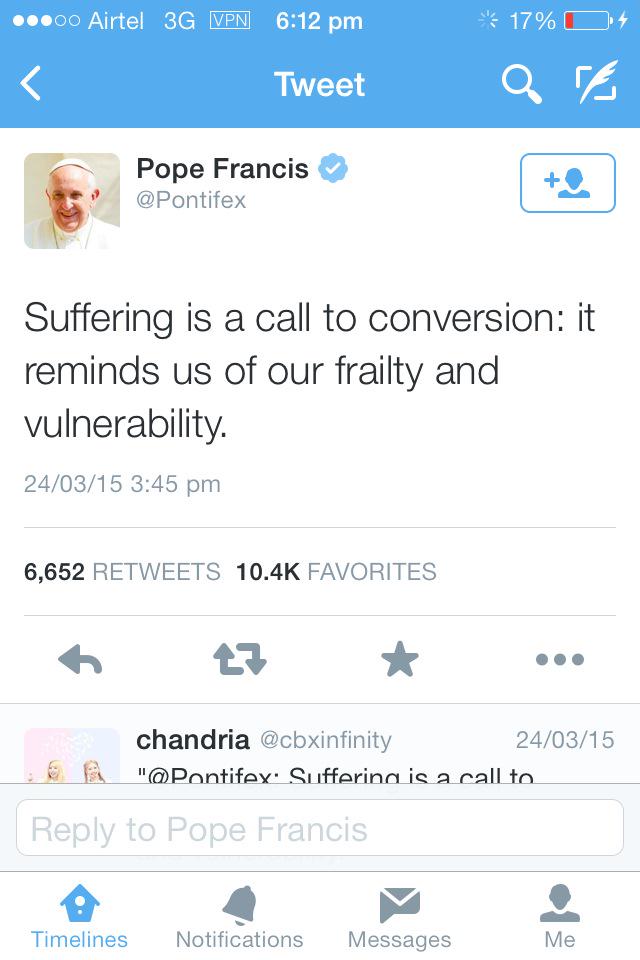 Airtel 3G VPN 6:12 pm 17%
Tweet
Pope Francis
@Pontifex
Suffering is a call to conversion: it
reminds us of our frailty and
vulnerability.
24/03/15 3:45 pm
6,652 RETWEETS 10.4K FAVORITES
chandria @cbxinfinity 24/03/15
"@Pontifex: Suffering is a call to
Reply to Pope Francis
Timelines Notifications Messages Me